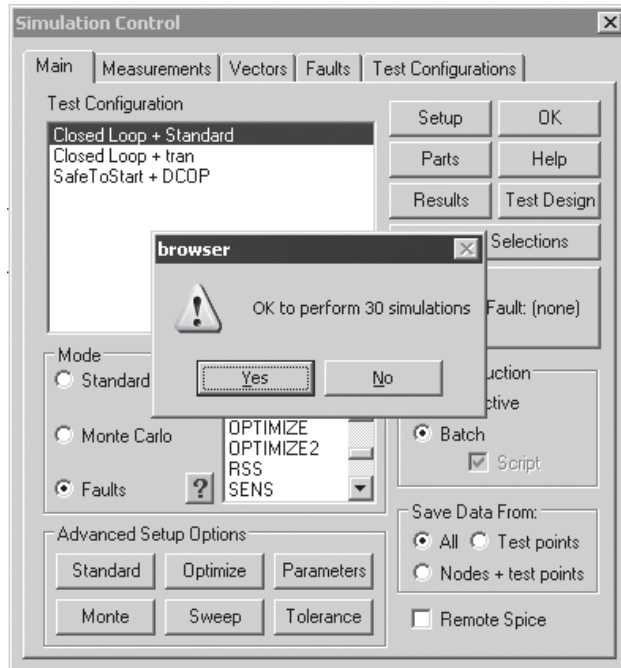 Simulation Control
Main Measurements Vectors Faults Test Configurations
Test Configuration
Closed Loop + Standard
Closed Loop + tran
SafeToStart + DCOP
Setup OK
Parts Help
Results Test Design
Selections
Fault: (none)
browser
OK to perform 30 simulations
Yes No
Mode
Standard
Monte Carlo
Faults
?
OPTIMIZE
OPTIMIZE2
RSS
SENS
Batch
Script
Advanced Setup Options
Standard Optimize Parameters
Monte Sweep Tolerance
Save Data From:
All Test points
Nodes + test points
Remote Spice